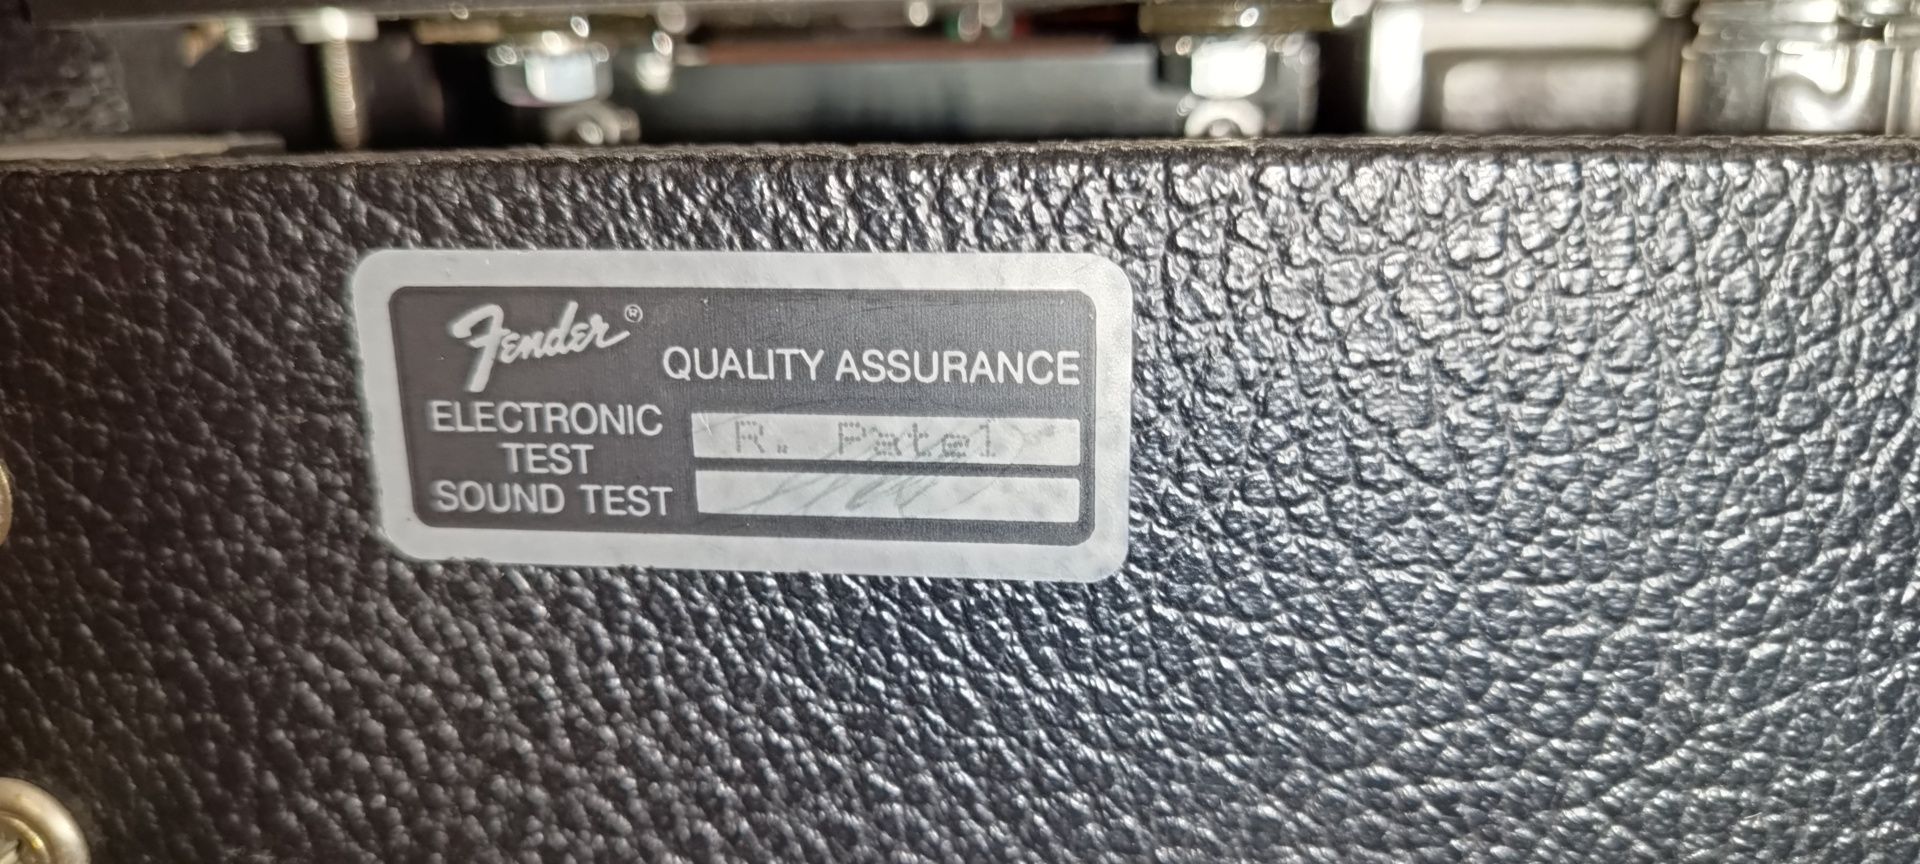 Fender®
QUALITY ASSURANCE
ELECTRONIC TEST R. Patel
SOUND TEST